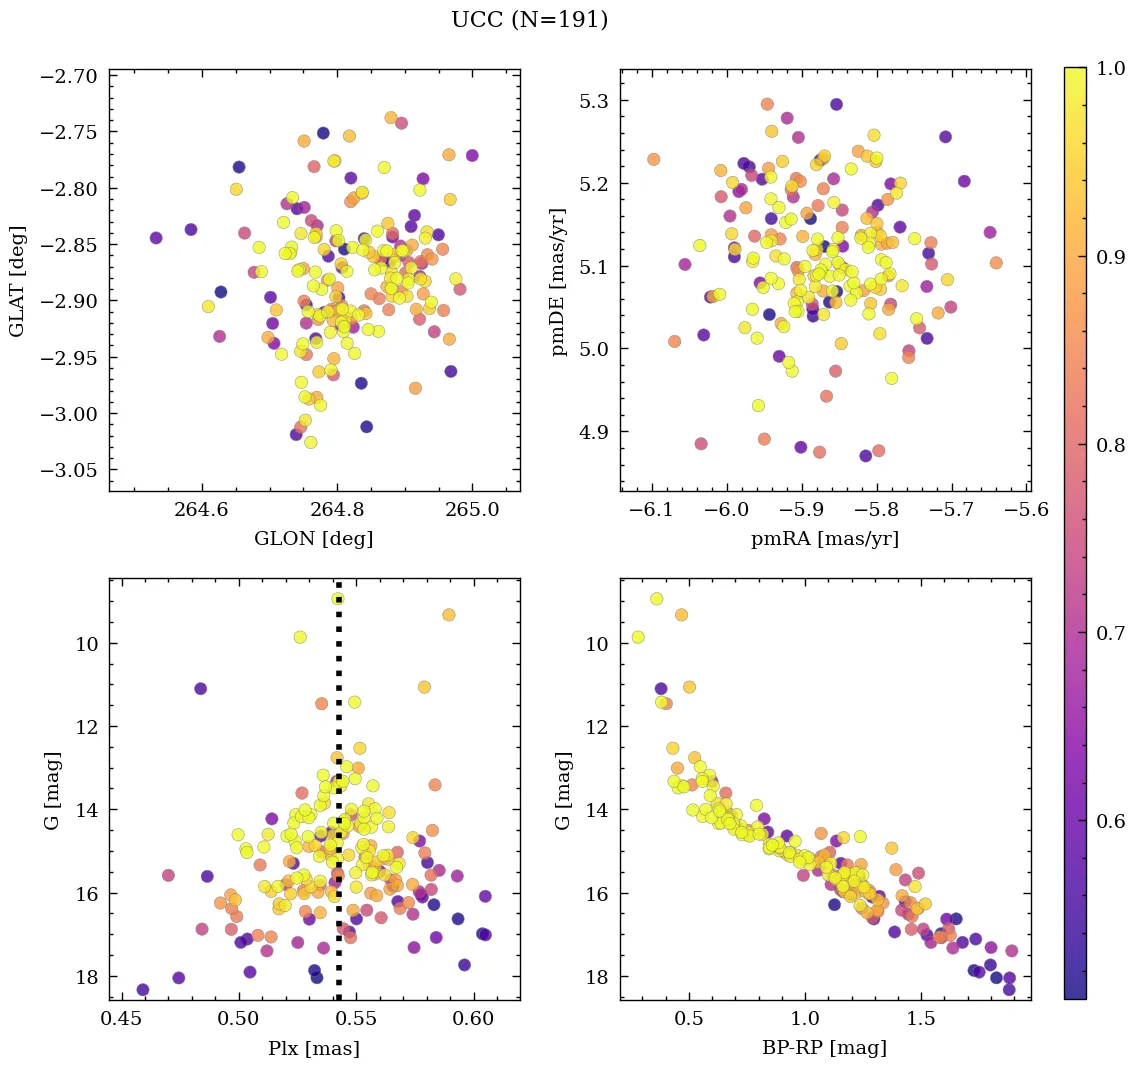 UCC (N=191)
−2.70
−2.75
−2.80
−2.85
−2.90
−2.95
−3.00
−3.05
GLAT [deg]
264.6 264.8 265.0
GLON [deg]
5.3
5.2
5.1
5.0
4.9
pmDE [mas/yr]
−6.1 −6.0 −5.9 −5.8 −5.7 −5.6
pmRA [mas/yr]
10
12
14
16
18
G [mag]
0.45 0.50 0.55 0.60
Plx [mas]
10
12
14
16
18
G [mag]
0.5 1.0 1.5
BP-RP [mag]
1.0
0.9
0.8
0.7
0.6